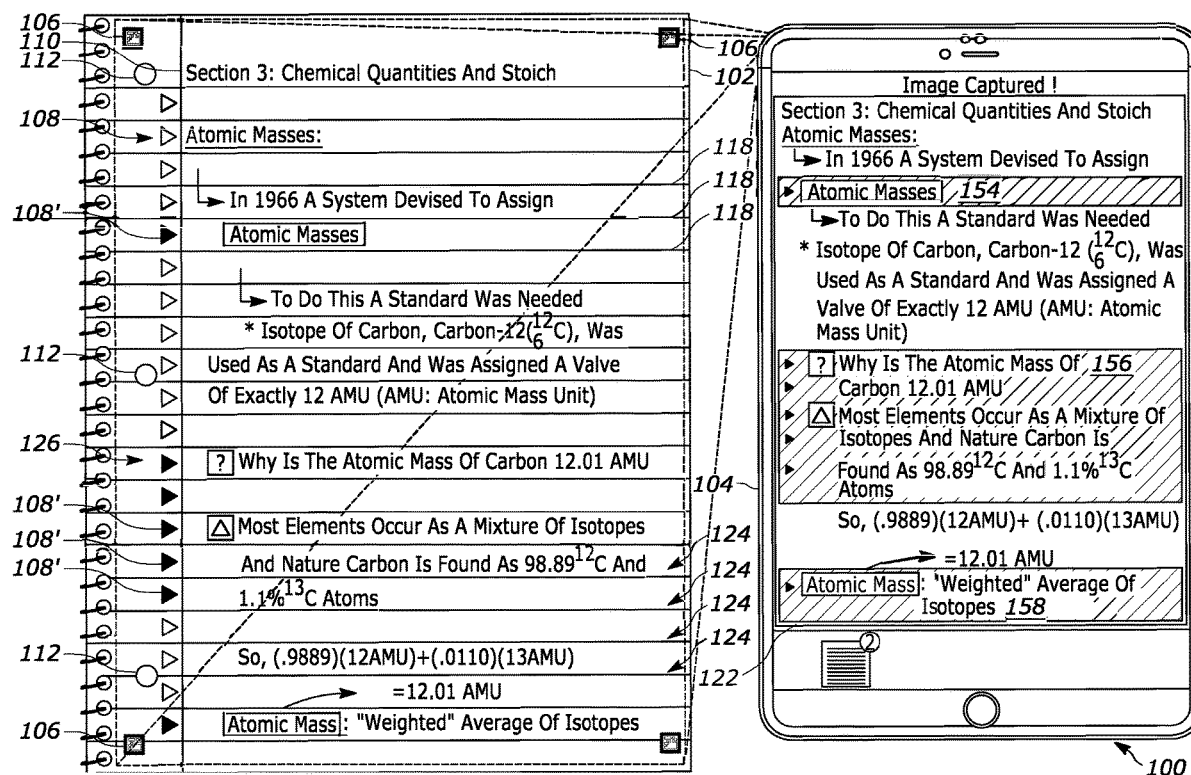 106
110
112
Section 3: Chemical Quantities And Stoich
106
102
108
Atomic Masses:
118
In 1966 A System Devised To Assign
118
108'
Atomic Masses
118
To Do This A Standard Was Needed
* Isotope Of Carbon, Carbon-12(¹²₆C), Was
112
Used As A Standard And Was Assigned A Valve
Of Exactly 12 AMU (AMU: Atomic Mass Unit)
126
? Why Is The Atomic Mass Of Carbon 12.01 AMU
104
108'
Most Elements Occur As A Mixture Of Isotopes
108'
124
And Nature Carbon Is Found As 98.89¹²C And
108'
124
1.1%¹³C Atoms
124
112
124
So, (.9889)(12AMU)+(.0110)(13AMU)
=12.01 AMU
106
Atomic Mass: "Weighted" Average Of Isotopes
Image Captured !
Section 3: Chemical Quantities And Stoich
Atomic Masses:
In 1966 A System Devised To Assign
Atomic Masses 154
To Do This A Standard Was Needed
* Isotope Of Carbon, Carbon-12 (¹²₆C), Was
Used As A Standard And Was Assigned A
Valve Of Exactly 12 AMU (AMU: Atomic
Mass Unit)
? Why Is The Atomic Mass Of 156
Carbon 12.01 AMU
Most Elements Occur As A Mixture Of
Isotopes And Nature Carbon Is
Found As 98.89¹²C And 1.1%¹³C
Atoms
So, (.9889)(12AMU)+ (.0110)(13AMU)
=12.01 AMU
Atomic Mass: "Weighted" Average Of
Isotopes 158
122
2
100